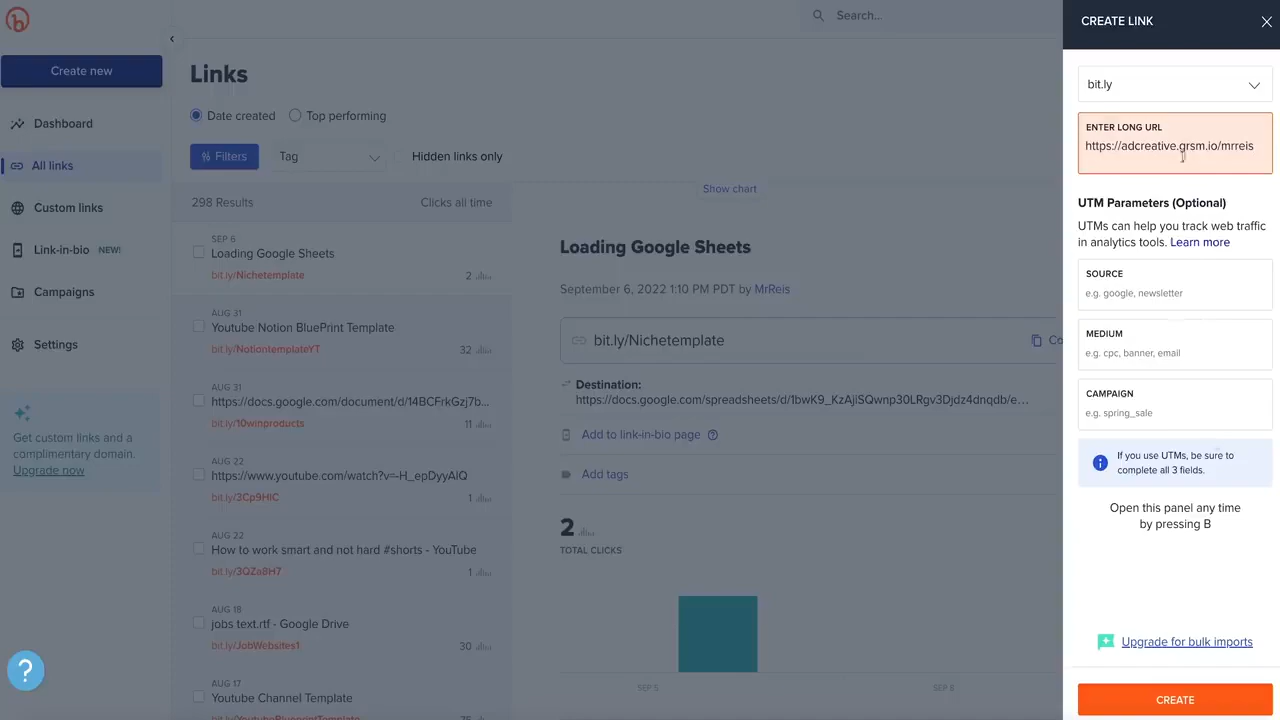 Search...
Create new
Dashboard
All links
Custom links
Link-in-bio NEW!
Campaigns
Settings
Get custom links and a
complimentary domain.
Upgrade now
?
Links
Date created
Top performing
Filters
Tag
Hidden links only
298 Results
Clicks all time
SEP 6
Loading Google Sheets
bit.ly/Nichetemplate 2
AUG 31
Youtube Notion BluePrint Template
bit.ly/NotiontemplateYT 32
AUG 31
https://docs.google.com/document/d/14BCFrkGzj7b...
bit.ly/10winproducts 11
AUG 22
https://www.youtube.com/watch?v=-H_epDyyAlQ
bit.ly/3Cp9HlC 1
AUG 22
How to work smart and not hard #shorts - YouTube
bit.ly/3QZa8H7 1
AUG 18
jobs text.rtf - Google Drive
bit.ly/JobWebsites1 30
AUG 17
Youtube Channel Template
Show chart
Loading Google Sheets
September 6, 2022 1:10 PM PDT by MrReis
bit.ly/Nichetemplate
Co
Destination:
https://docs.google.com/spreadsheets/d/1bwK9_KzAjiSQwnp30LRgv3Djdz4dnqdb/e...
Add to link-in-bio page ?
Add tags
2
TOTAL CLICKS
SEP 5
CREATE LINK
bit.ly
ENTER LONG URL
https://adcreative.grsm.io/mrreis
UTM Parameters (Optional)
UTMs can help you track web traffic
in analytics tools. Learn more
SOURCE
e.g. google, newsletter
MEDIUM
e.g. cpc, banner, email
CAMPAIGN
e.g. spring_sale
If you use UTMs, be sure to
complete all 3 fields.
Open this panel any time
by pressing B
Upgrade for bulk imports
CREATE